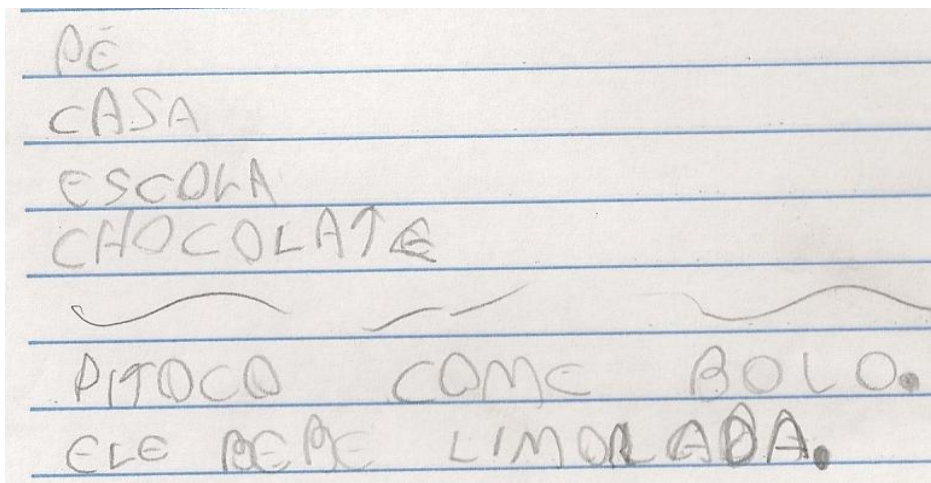 PÉ
CASA
ESCOLA
CHOCOLATE
PITOCO COME BOLO.
ELE BEBE LIMONADA.